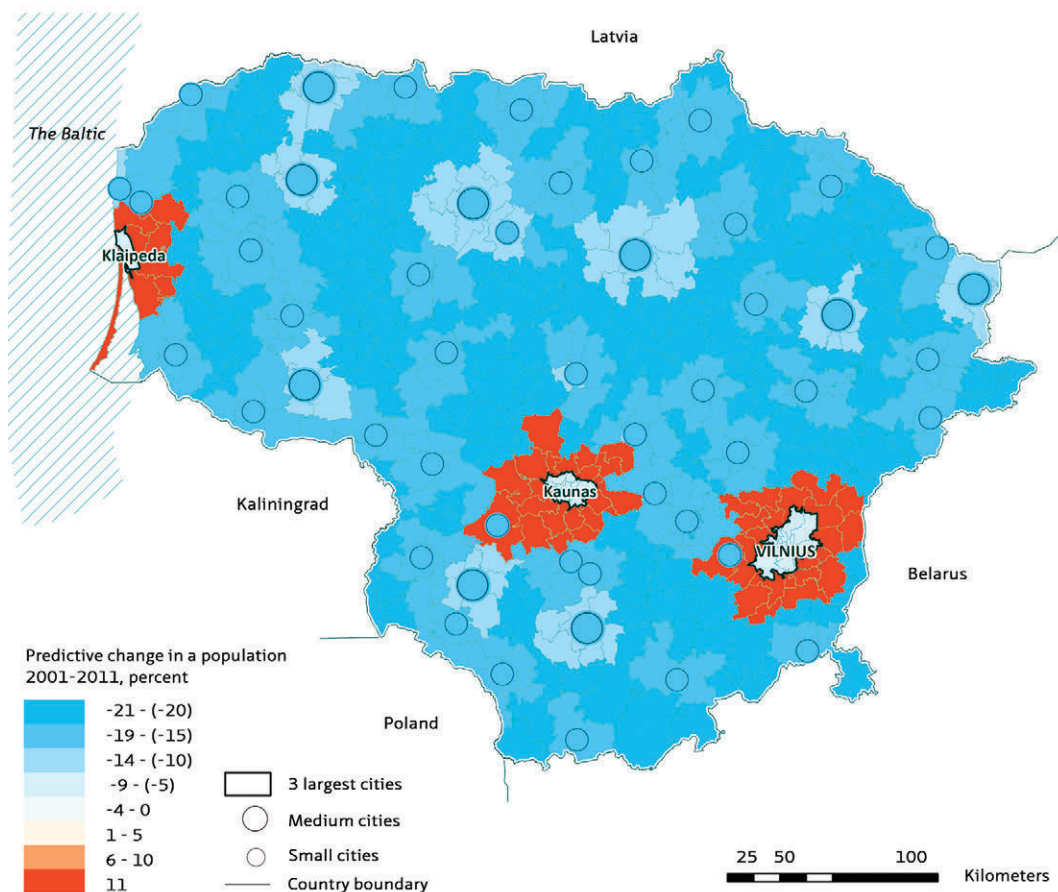 Latvia
The Baltic
Klaipeda
Kaunas
Kaliningrad
VILNIUS
Belarus
Poland
Predictive change in a population
2001-2011, percent
-21 - (-20)
-19 - (-15)
-14 - (-10)
-9 - (-5)
-4 - 0
1 - 5
6 - 10
11
3 largest cities
Medium cities
Small cities
Country boundary
25 50 100
Kilometers